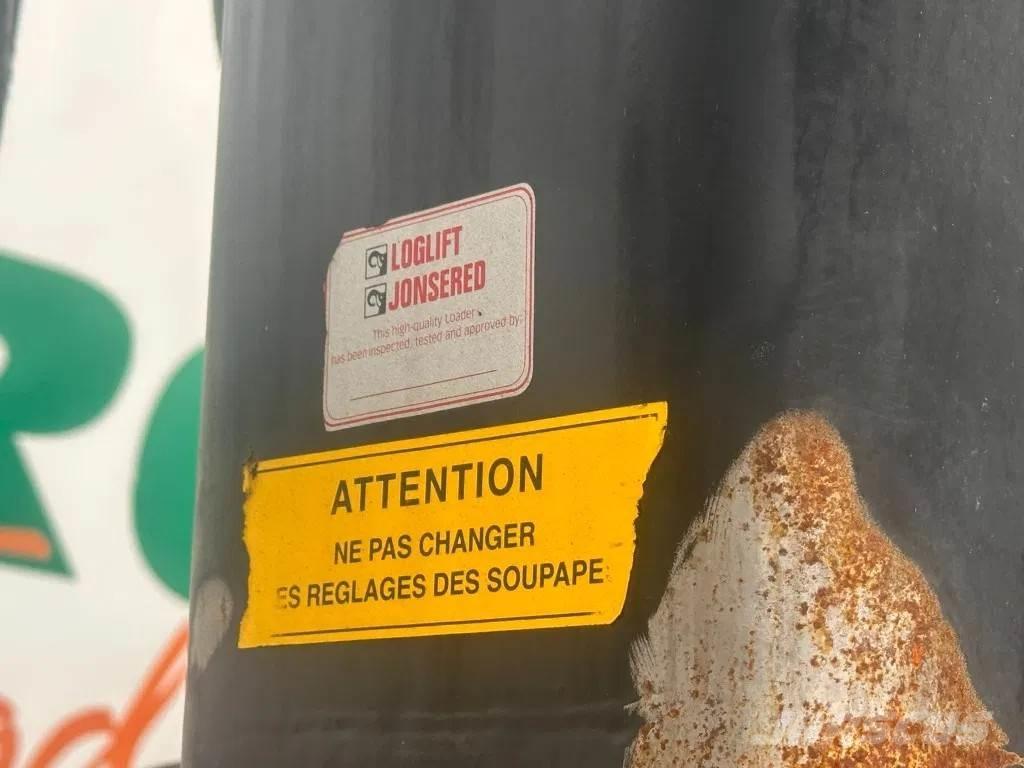 LOGLIFT
JONSERED
This high-quality Loader
has been inspected, tested and approved by:
ATTENTION
NE PAS CHANGER
ES REGLAGES DES SOUPAPE